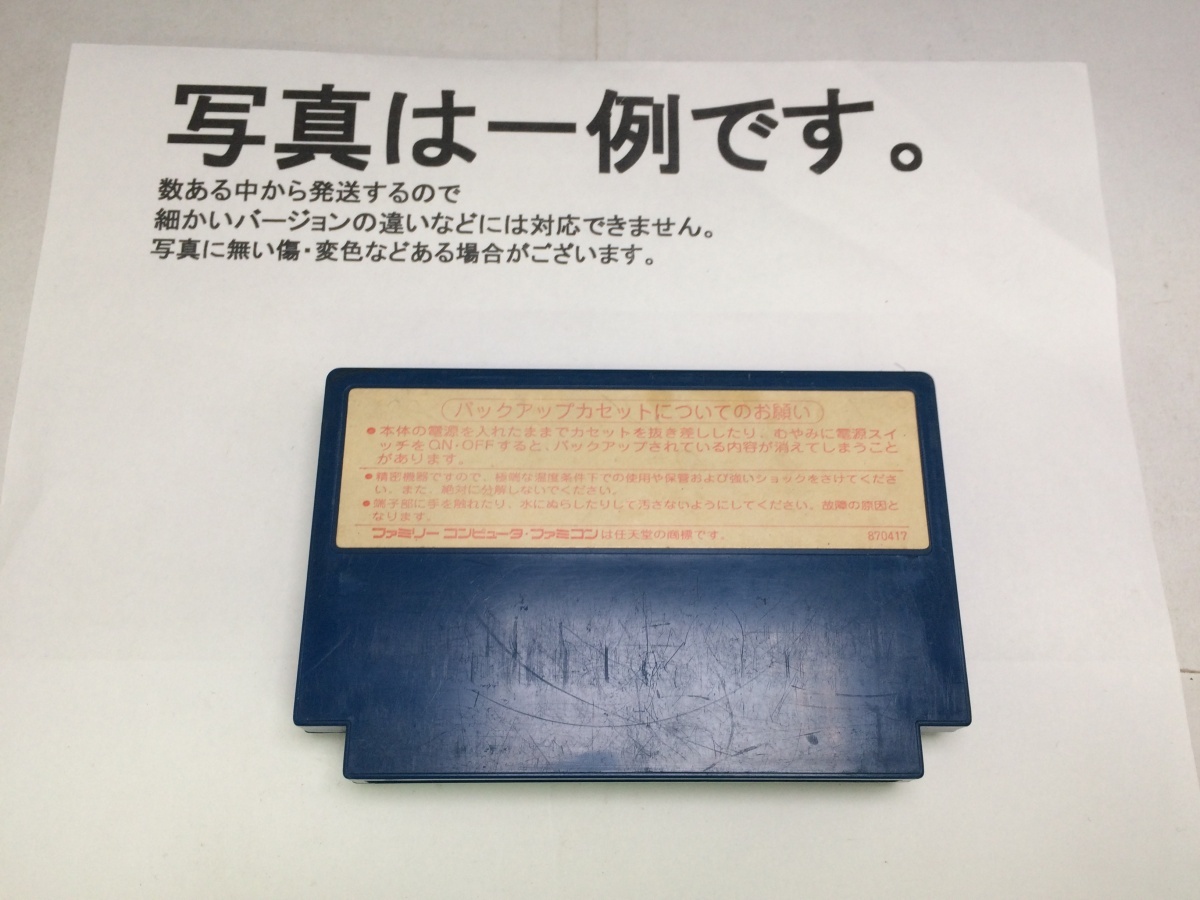 写真は一例です。
数ある中から発送するので
細かいバージョンの違いなどには対応できません。
写真に無い傷・変色などある場合がございます。
バックアップカセットについてのお願い
●本体の電源を入れたままでカセットを抜き差ししたり、むやみに電源スイ
ッチをON・OFFすると、バックアップされている内容が消えてしまうこと
があります。
●精密機器ですので、極端な温度条件下での使用や保管および強いショックをさけてくださ
い。また、絶対に分解しないでください。
●端子部に手を触れたり、水にぬらしたりして汚さないようにしてください。故障の原因と
なります。
ファミリーコンピュータ・ファミコンは任天堂の商標です。 870417